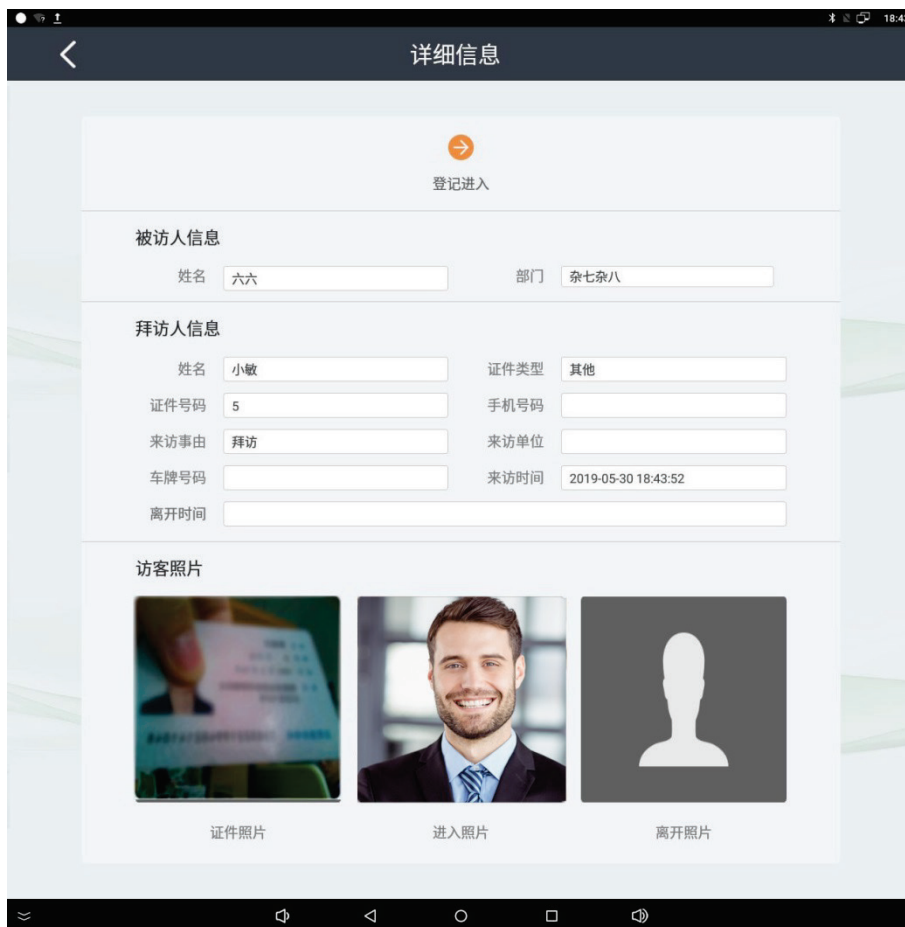 18:43
详细信息
登记进入
被访人信息
姓名 六六 部门 杂七杂八
拜访人信息
姓名 小敏 证件类型 其他
证件号码 5 手机号码
来访事由 拜访 来访单位
车牌号码 来访时间 2019-05-30 18:43:52
离开时间
访客照片
证件照片 进入照片 离开照片